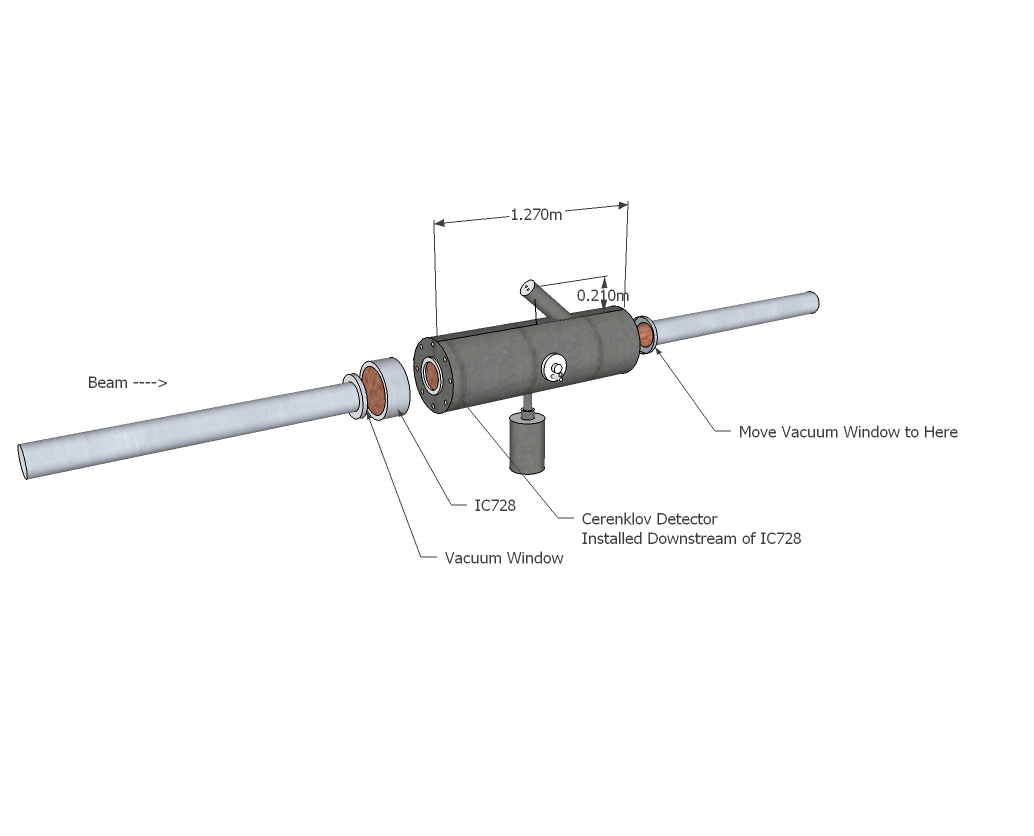 1.270m
0.210m
Beam ---->
Move Vacuum Window to Here
IC728
Cerenklov Detector
Installed Downstream of IC728
Vacuum Window